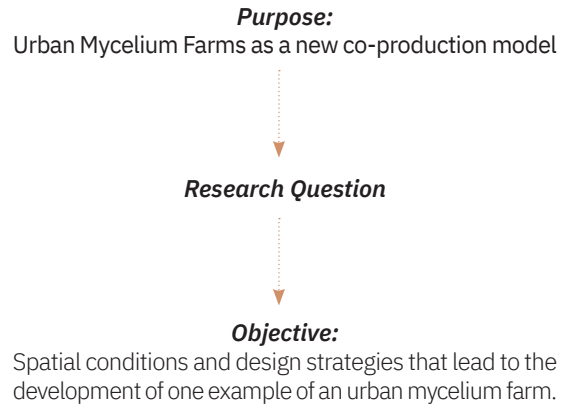 Purpose:
Urban Mycelium Farms as a new co-production model
Research Question
Objective:
Spatial conditions and design strategies that lead to the
development of one example of an urban mycelium farm.